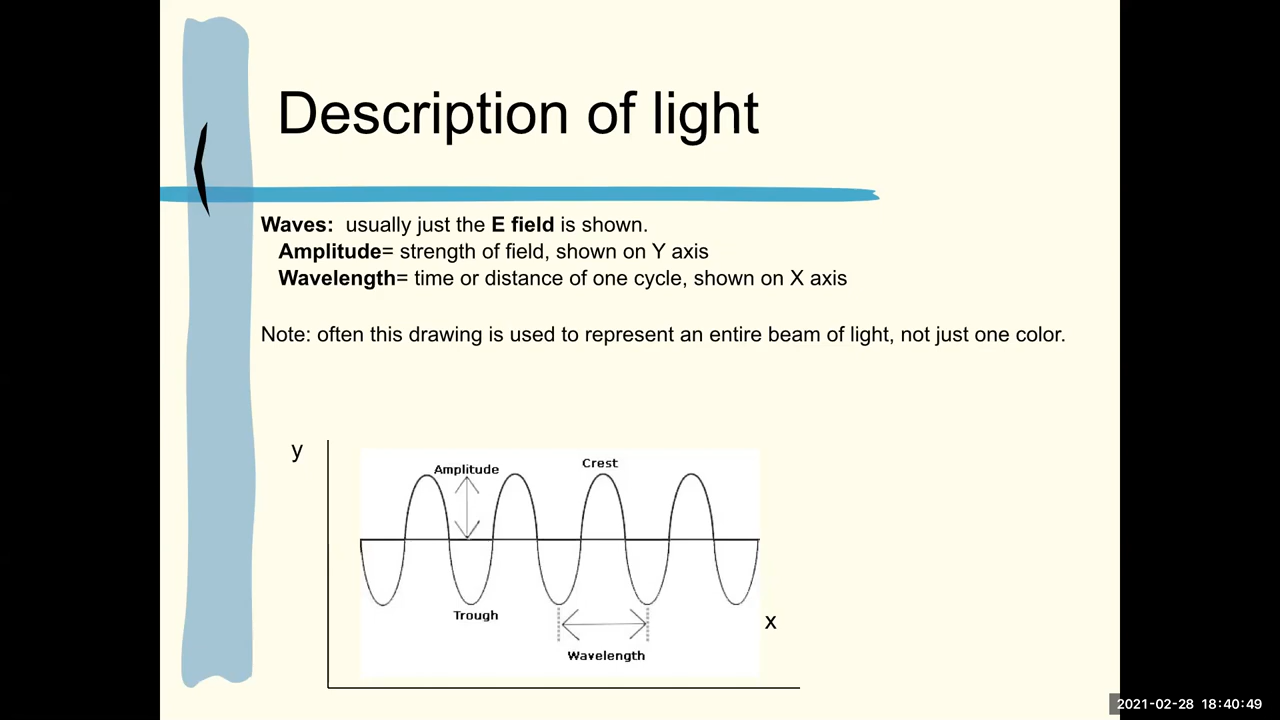 Description of light
Waves: usually just the E field is shown.
Amplitude= strength of field, shown on Y axis
Wavelength= time or distance of one cycle, shown on X axis
Note: often this drawing is used to represent an entire beam of light, not just one color.
y
Amplitude
Crest
Trough
x
Wavelength
2021-02-28 18:40:49